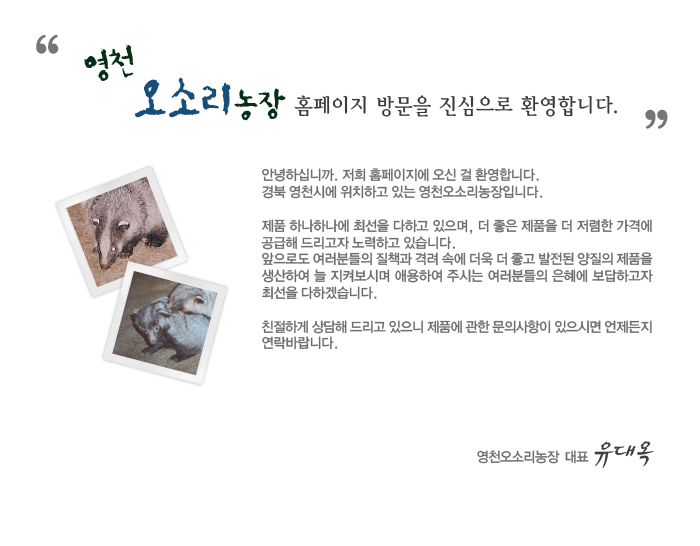 “
영천
오소리농장 홈페이지 방문을 진심으로 환영합니다.
”
안녕하십니까. 저희 홈페이지에 오신 걸 환영합니다.
경북 영천시에 위치하고 있는 영천오소리농장입니다.
제품 하나하나에 최선을 다하고 있으며, 더 좋은 제품을 더 저렴한 가격에
공급해 드리고자 노력하고 있습니다.
앞으로도 여러분들의 질책과 격려 속에 더욱 더 좋고 발전된 양질의 제품을
생산하여 늘 지켜보시며 애용하여 주시는 여러분들의 은혜에 보답하고자
최선을 다하겠습니다.
친절하게 상담해 드리고 있으니 제품에 관한 문의사항이 있으시면 언제든지
연락바랍니다.
영천오소리농장 대표 유대옥